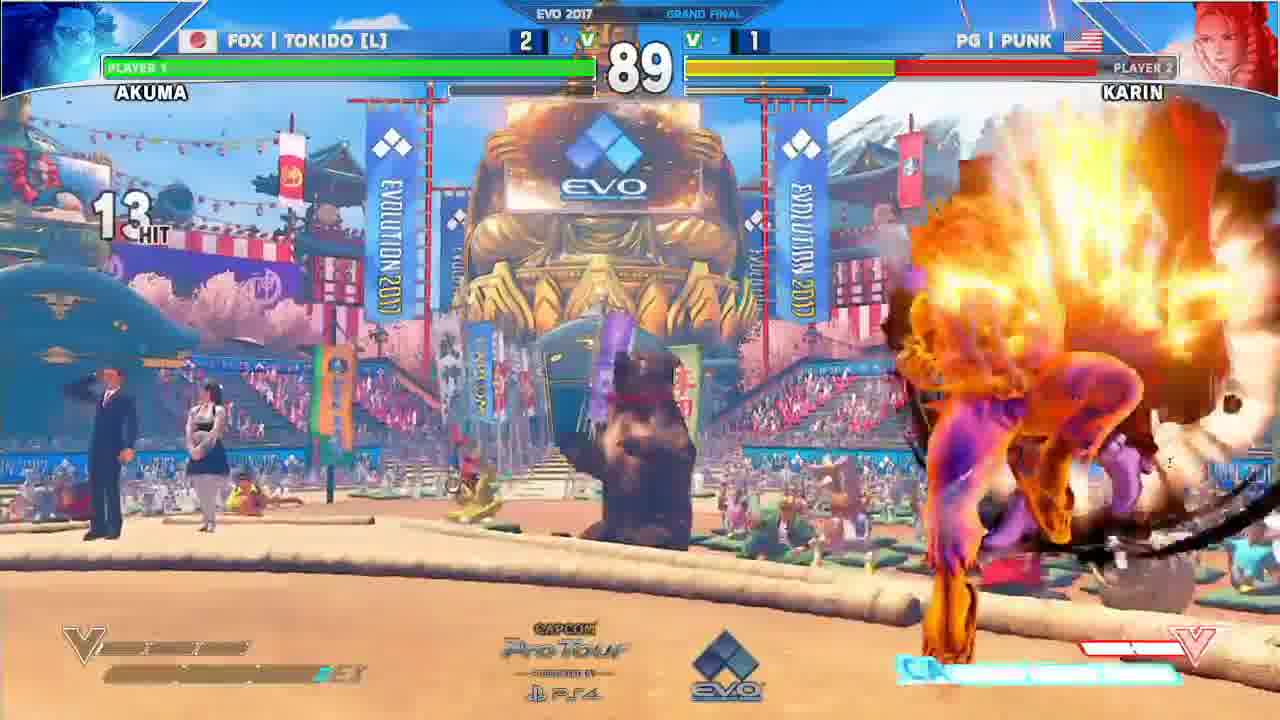 EVO 2017 GRAND FINAL
FOX | TOKIDO [L] 2 V 89 V 1 PG | PUNK
PLAYER 1 PLAYER 2
AKUMA KARIN
EVO
EVOLUTION 2017 EVOLUTION 2017
13 HIT
CAPCOM
Pro Tour
PS4
EVO
V EX
CA V